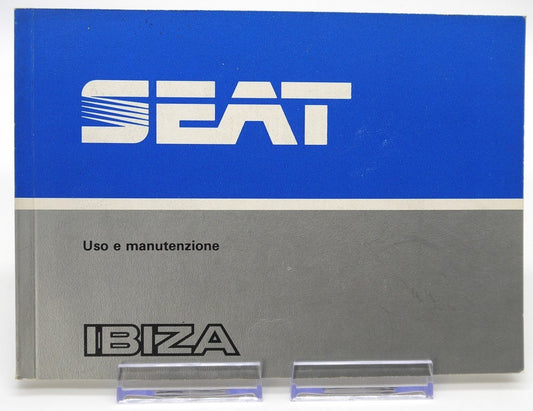 SEAT
Uso e manutenzione
IBIZA